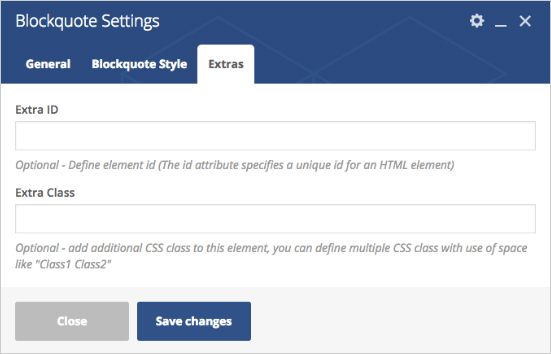 Blockquote Settings
General Blockquote Style Extras
Extra ID
Optional - Define element id (The id attribute specifies a unique id for an HTML element)
Extra Class
Optional - add additional CSS class to this element, you can define multiple CSS class with use of space
like "Class1 Class2"
Close Save changes